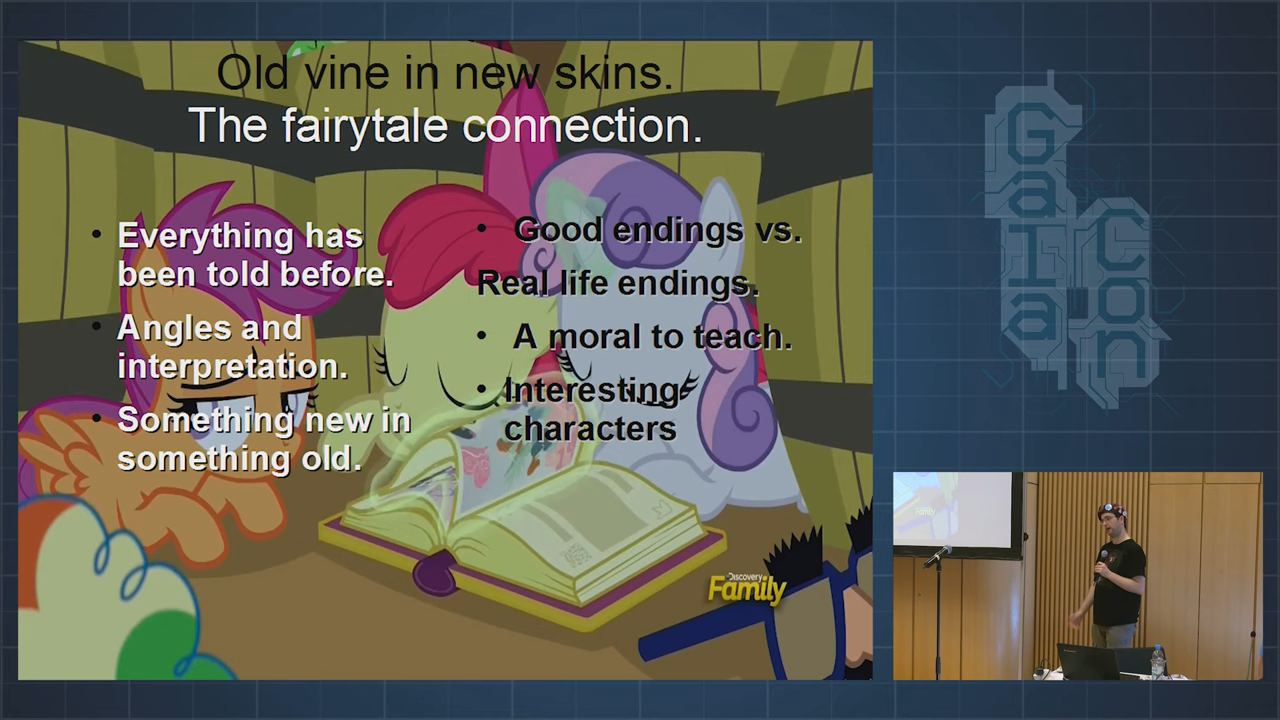 Old vine in new skins.
The fairytale connection.
• Everything has
been told before.
• Angles and
interpretation.
• Something new in
something old.
• Good endings vs.
Real life endings.
• A moral to teach.
• Interesting
characters
Discovery
Family
GalaCon
Family